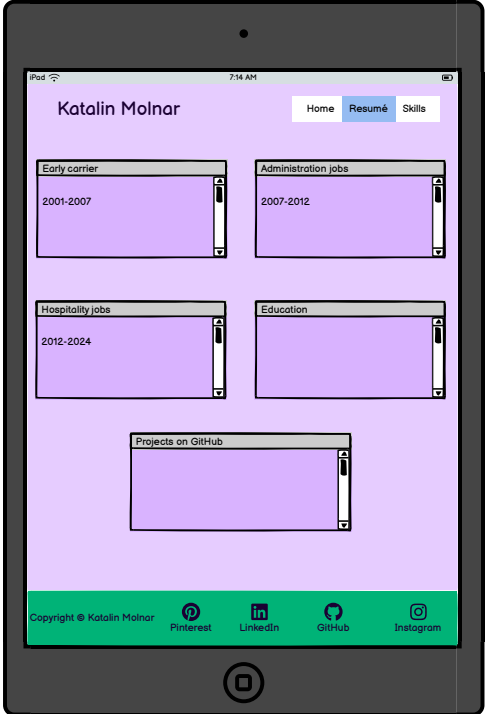 iPad 7:14 AM
Katalin Molnar
Home Resumé Skills
Early carrier
2001-2007
Administration jobs
2007-2012
Hospitality jobs
2012-2024
Education
Projects on GitHub
Copyright © Katalin Molnar
Pinterest
LinkedIn
GitHub
Instagram